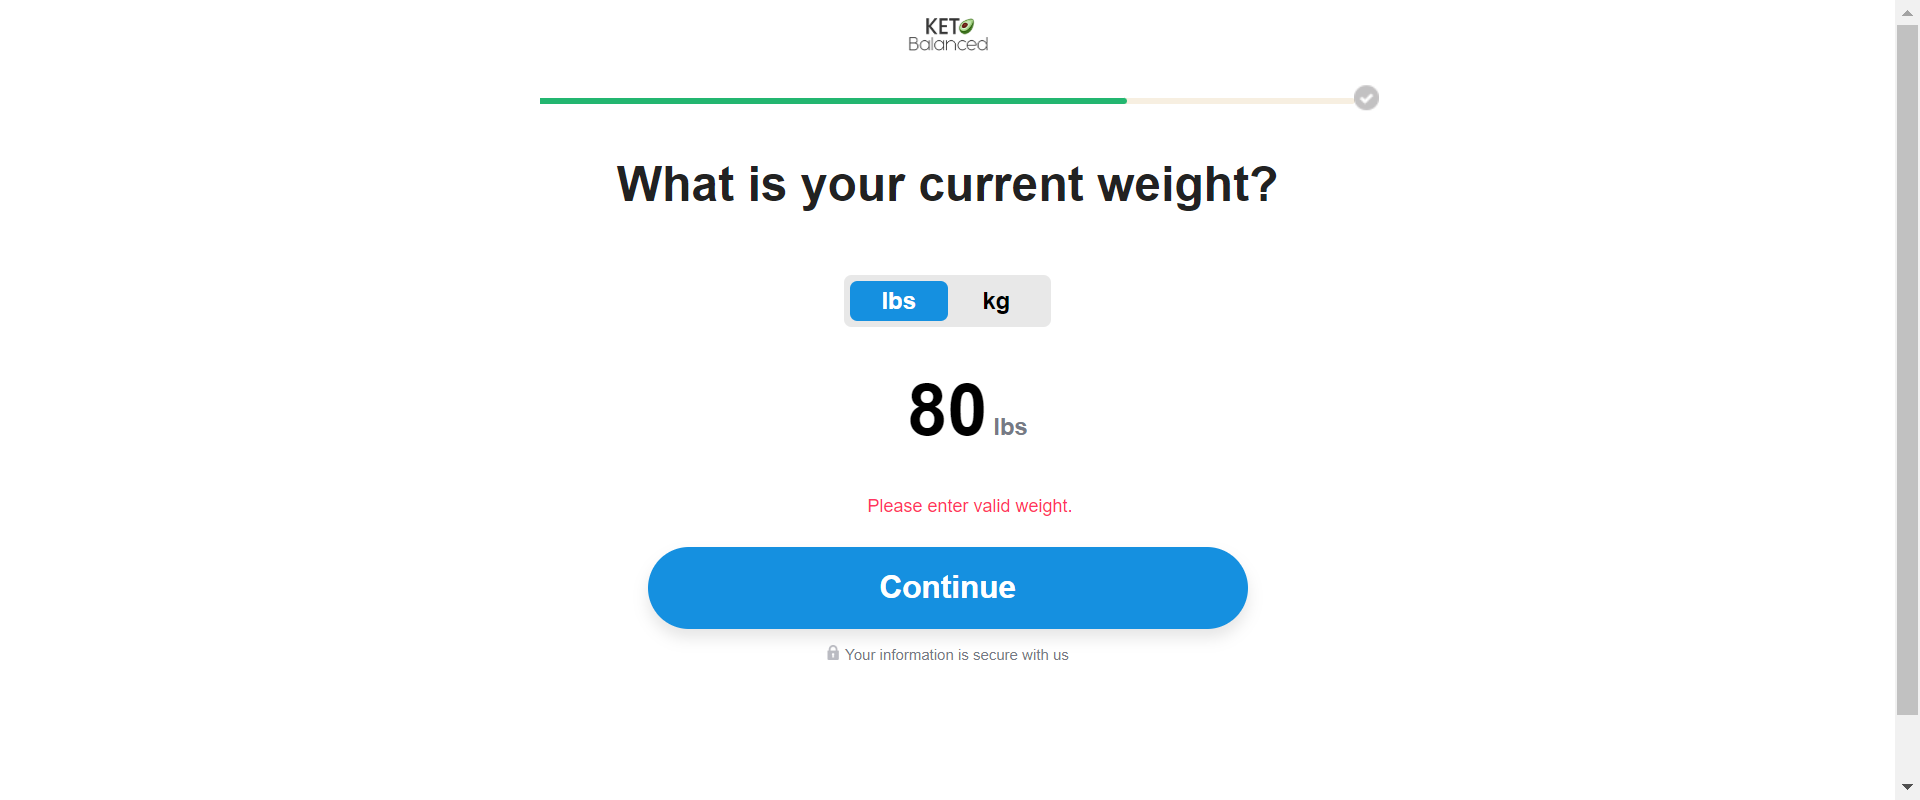 KETO
Balanced
What is your current weight?
lbs kg
80 lbs
Please enter valid weight.
Continue
Your information is secure with us